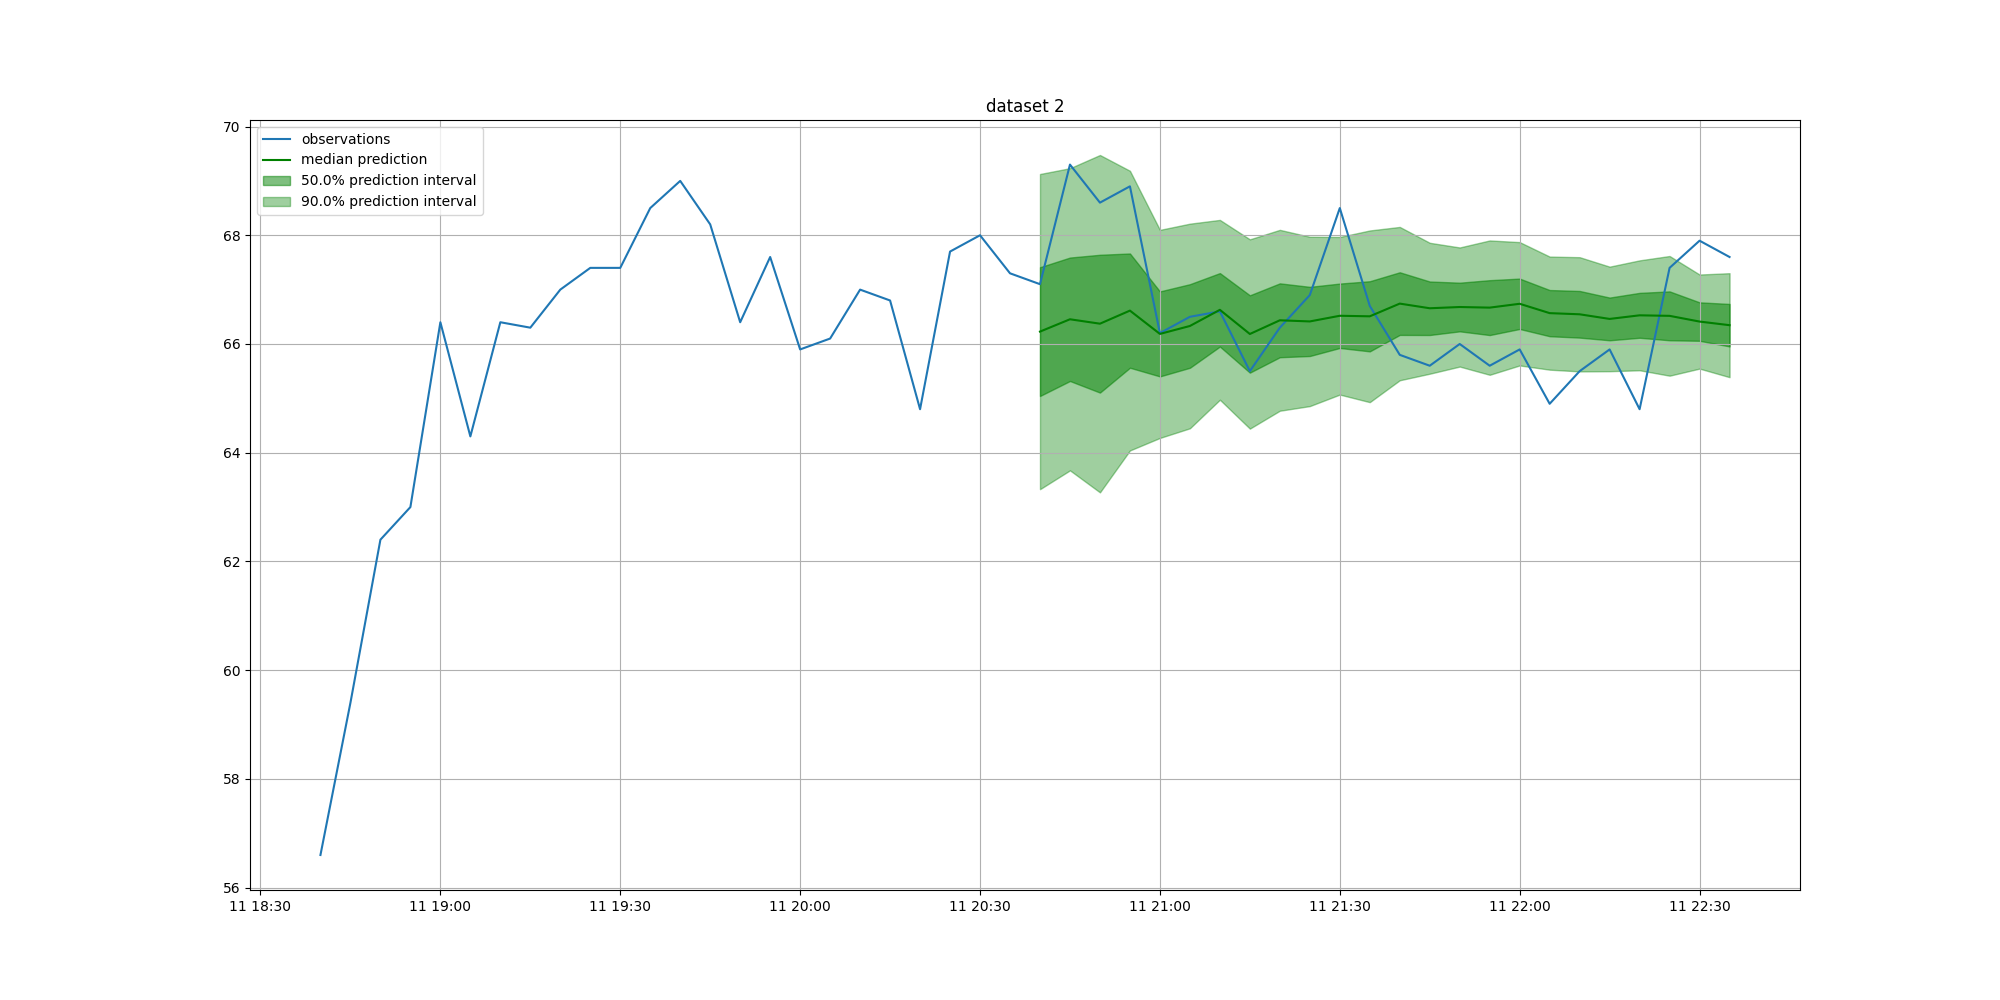 dataset 2
observations
median prediction
50.0% prediction interval
90.0% prediction interval
70
68
66
64
62
60
58
56
11 18:30 11 19:00 11 19:30 11 20:00 11 20:30 11 21:00 11 21:30 11 22:00 11 22:30